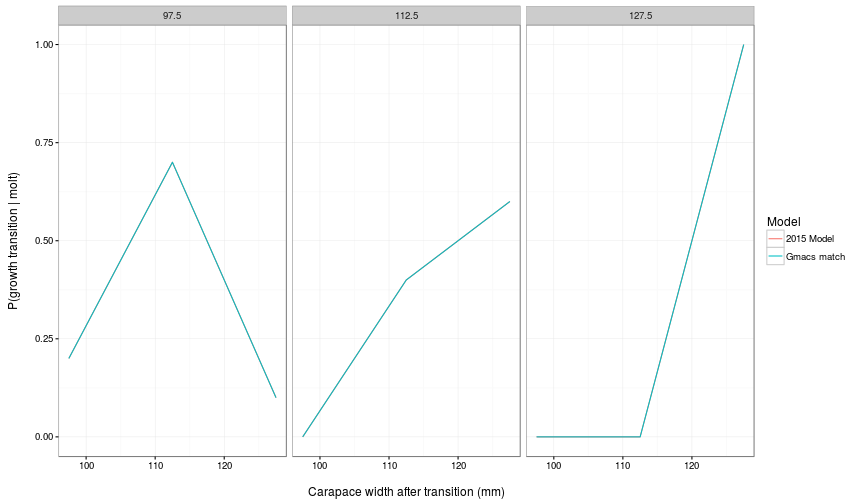 97.5 112.5 127.5
1.00
0.75
0.50
0.25
0.00
P(growth transition | molt)
100 110 120 100 110 120 100 110 120
Carapace width after transition (mm)
Model
2015 Model
Gmacs match